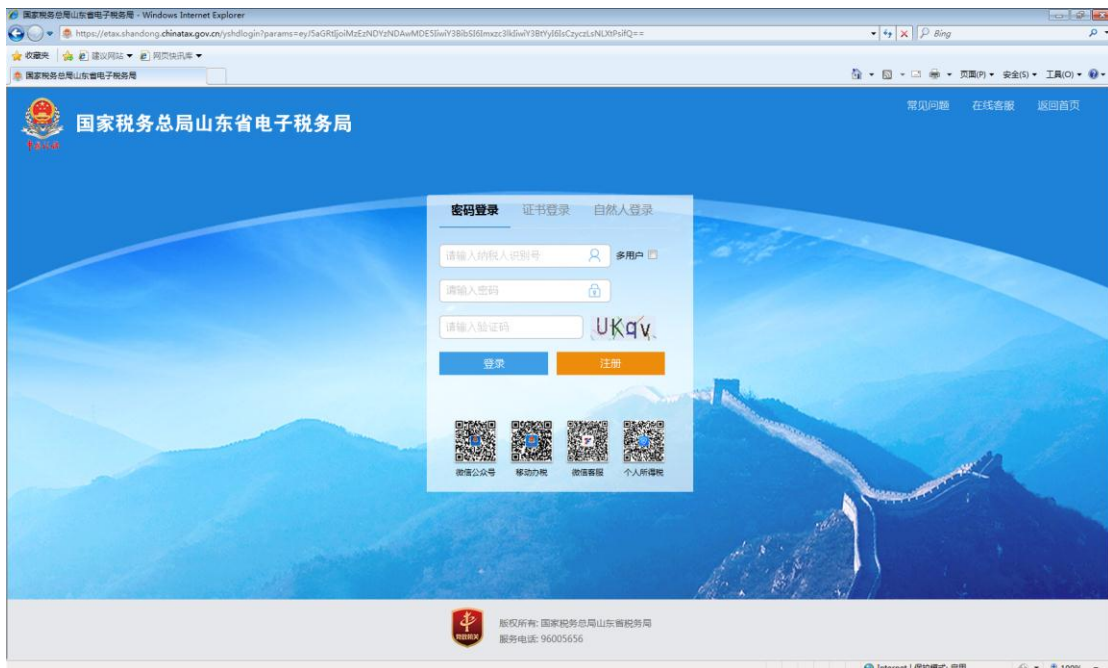 国家税务总局山东省电子税务局 - Windows Internet Explorer
Bing
收藏夹 建议网站 网页快讯库
国家税务总局山东省电子税务局
页面(P) 安全(S) 工具(O)
国家税务总局山东省电子税务局
常见问题 在线客服 返回首页
密码登录 证书登录 自然人登录
请输入纳税人识别号 多用户
请输入密码
请输入验证码 UKqv
登录 注册
微信公众号 移动办税 微信客服 个人所得税
版权所有: 国家税务总局山东省税务局
服务电话: 96005656